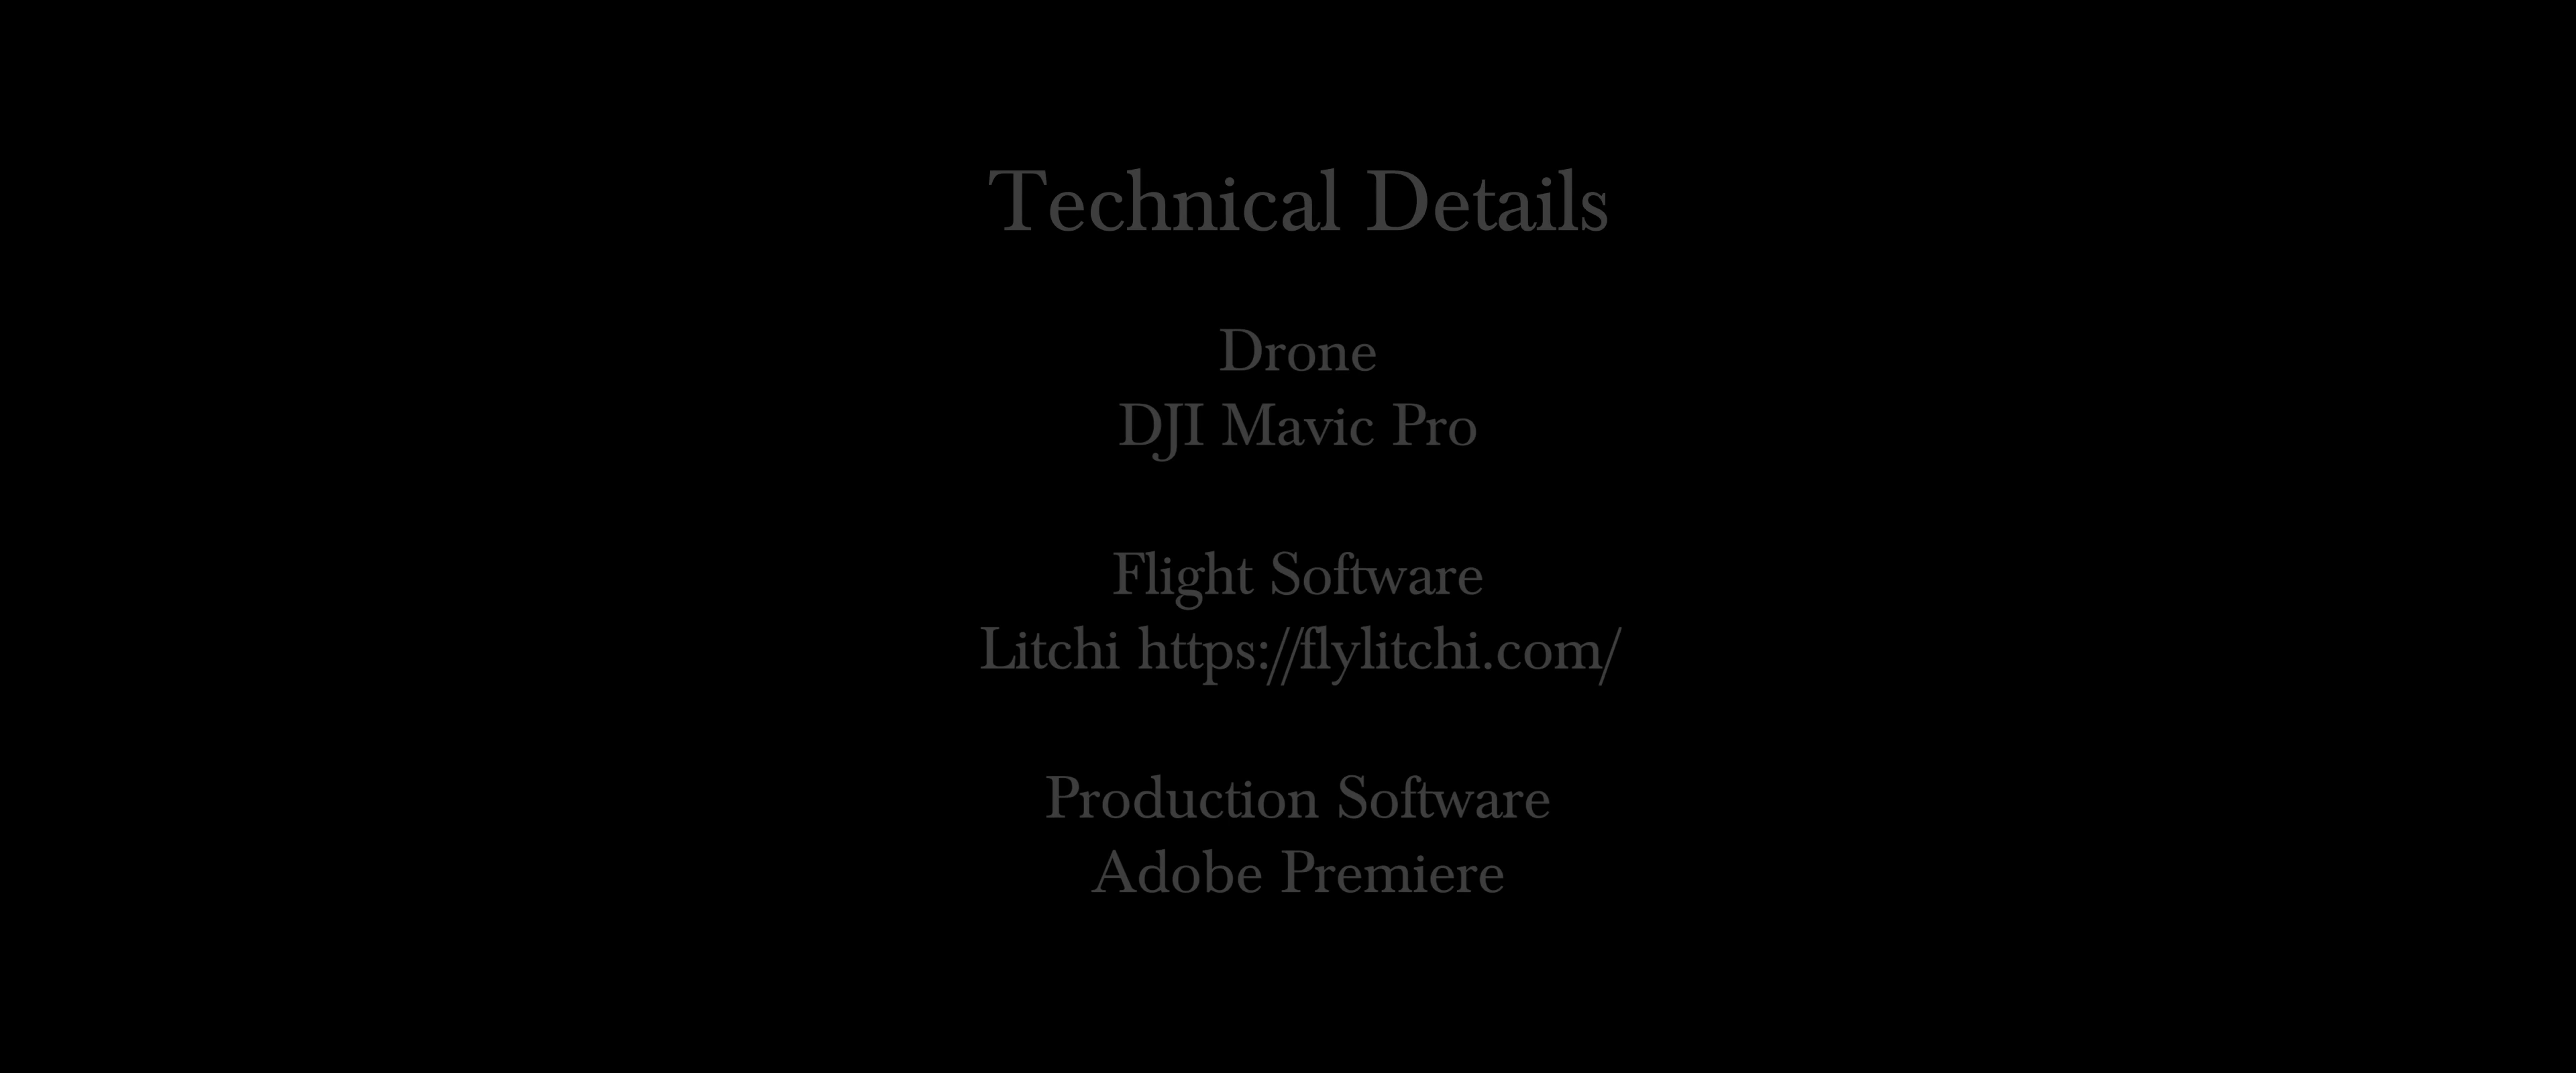 Technical Details
Drone
DJI Mavic Pro
Flight Software
Litchi https://flylitchi.com/
Production Software
Adobe Premiere